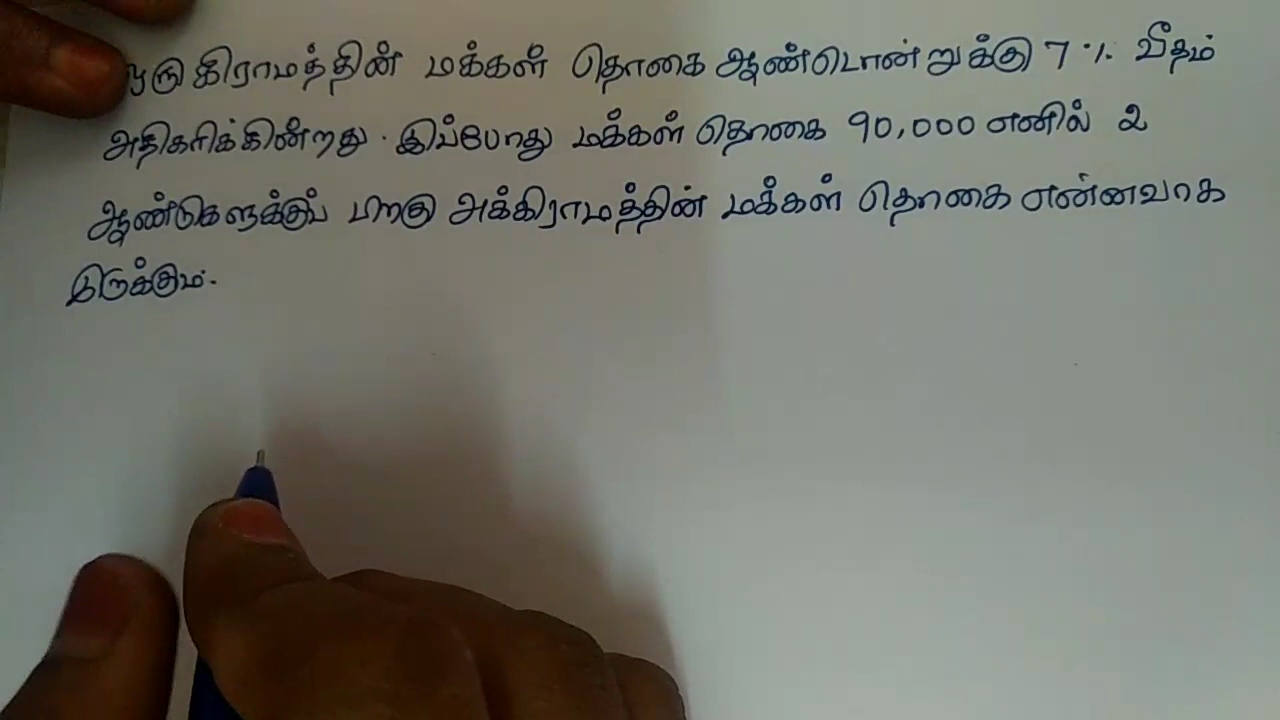 ஒரு கிராமத்தின் மக்கள் தொகை ஆண்டொன்றுக்கு 7% வீதம்
அதிகரிக்கின்றது. இப்போது மக்கள் தொகை 90,000 எனில் 2
ஆண்டுகளுக்குப் பிறகு அக்கிராமத்தின் மக்கள் தொகை என்னவாக
இருக்கும்.